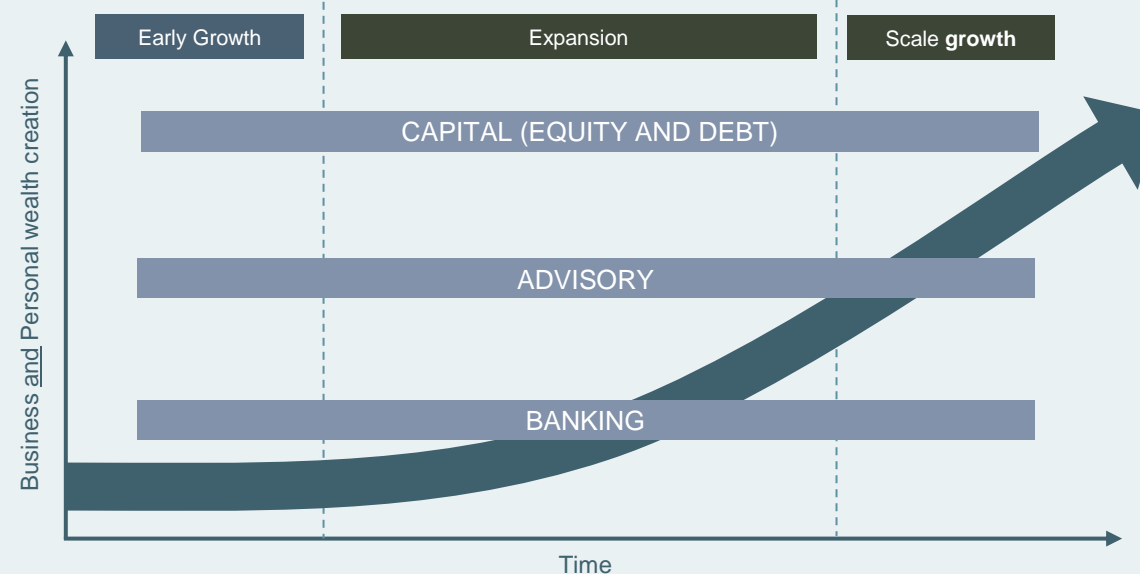 Early Growth
Expansion
Scale growth
Business and Personal wealth creation
CAPITAL (EQUITY AND DEBT)
ADVISORY
BANKING
Time